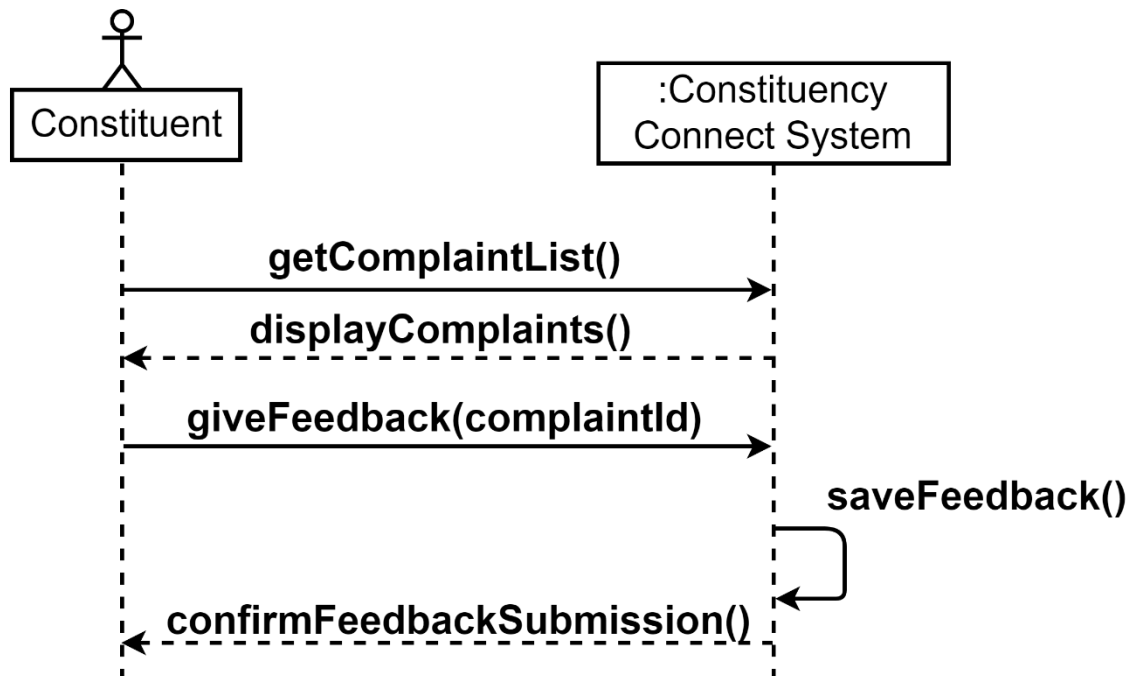 Constituent
:Constituency
Connect System
getComplaintList()
displayComplaints()
giveFeedback(complaintId)
saveFeedback()
confirmFeedbackSubmission()